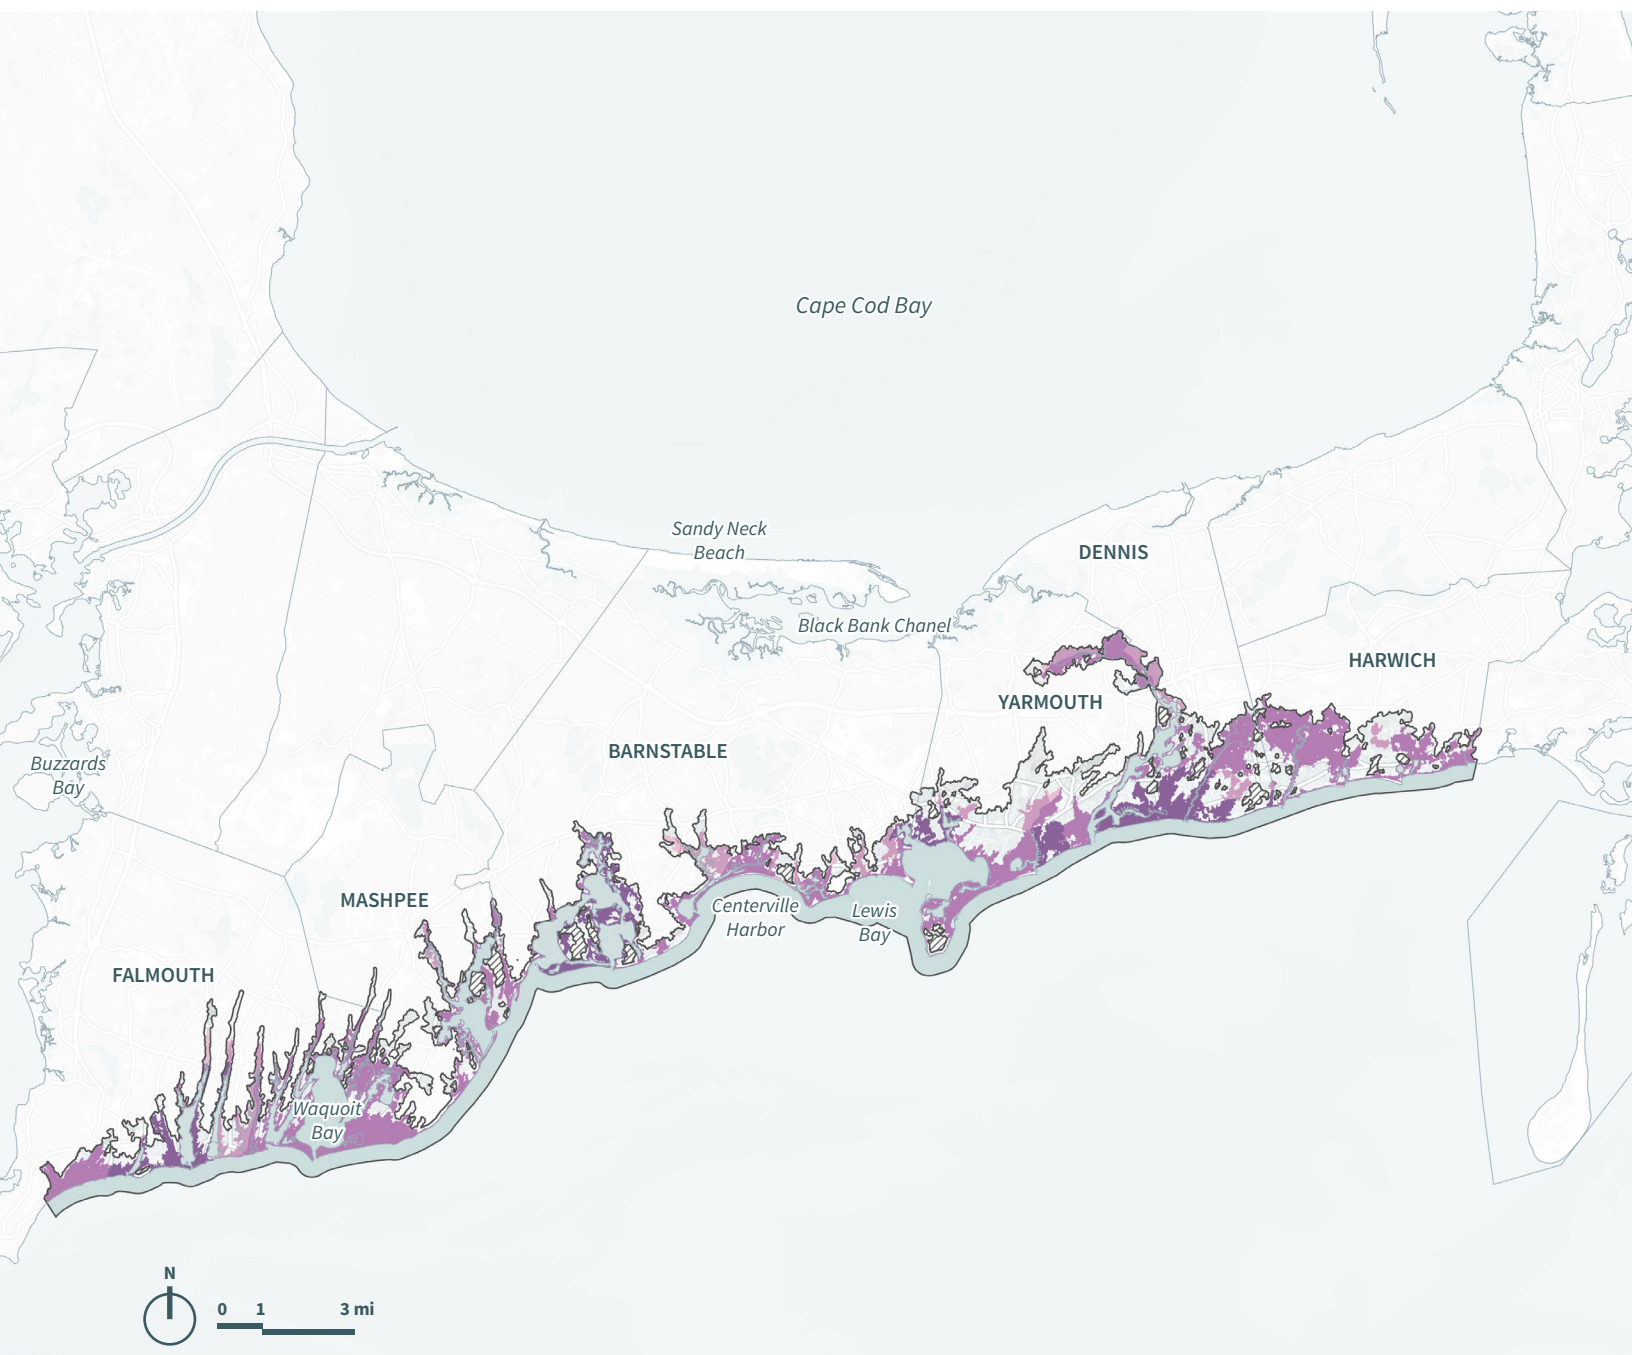 Cape Cod Bay
Sandy Neck
Beach
DENNIS
Black Bank Chanel
HARWICH
YARMOUTH
BARNSTABLE
Buzzards
Bay
MASHPEE
Centerville
Harbor
Lewis
Bay
FALMOUTH
Waquoit
Bay
N
0 1 3 mi